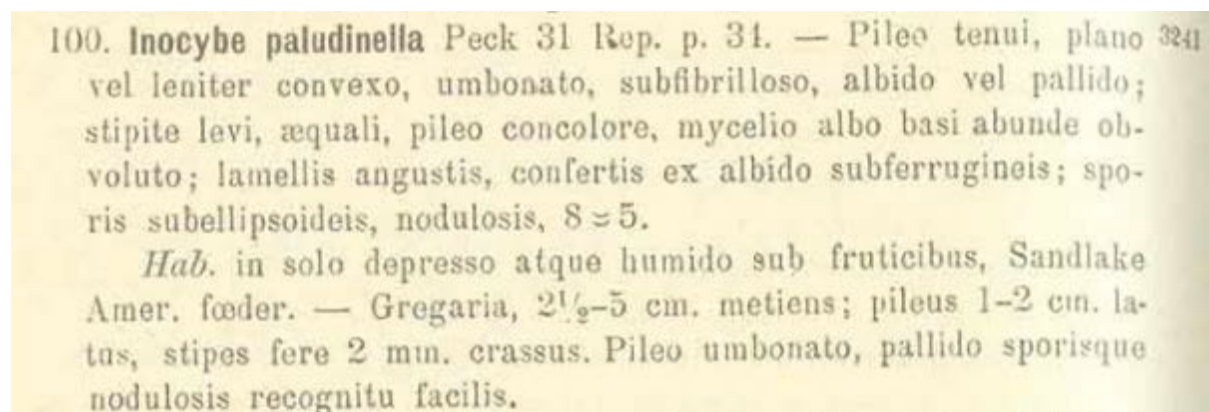 100. Inocybe paludinella Peck 31 Rep. p. 34. — Pileo tenui, plano 3241
vel leniter convexo, umbonato, subfibrilloso, albido vel pallido;
stipite levi, æquali, pileo concolore, mycelio albo basi abunde ob-
voluto; lamellis angustis, confertis ex albido subferrugineis; spo-
ris subellipsoideis, nodulosis, 8 ≍ 5.
Hab. in solo depresso atque humido sub fruticibus, Sandlake
Amer. fœder. — Gregaria, 2½–5 cm. metiens; pileus 1–2 cm. la-
tus, stipes fere 2 mm. crassus. Pileo umbonato, pallido sporisque
nodulosis recognitu facilis.